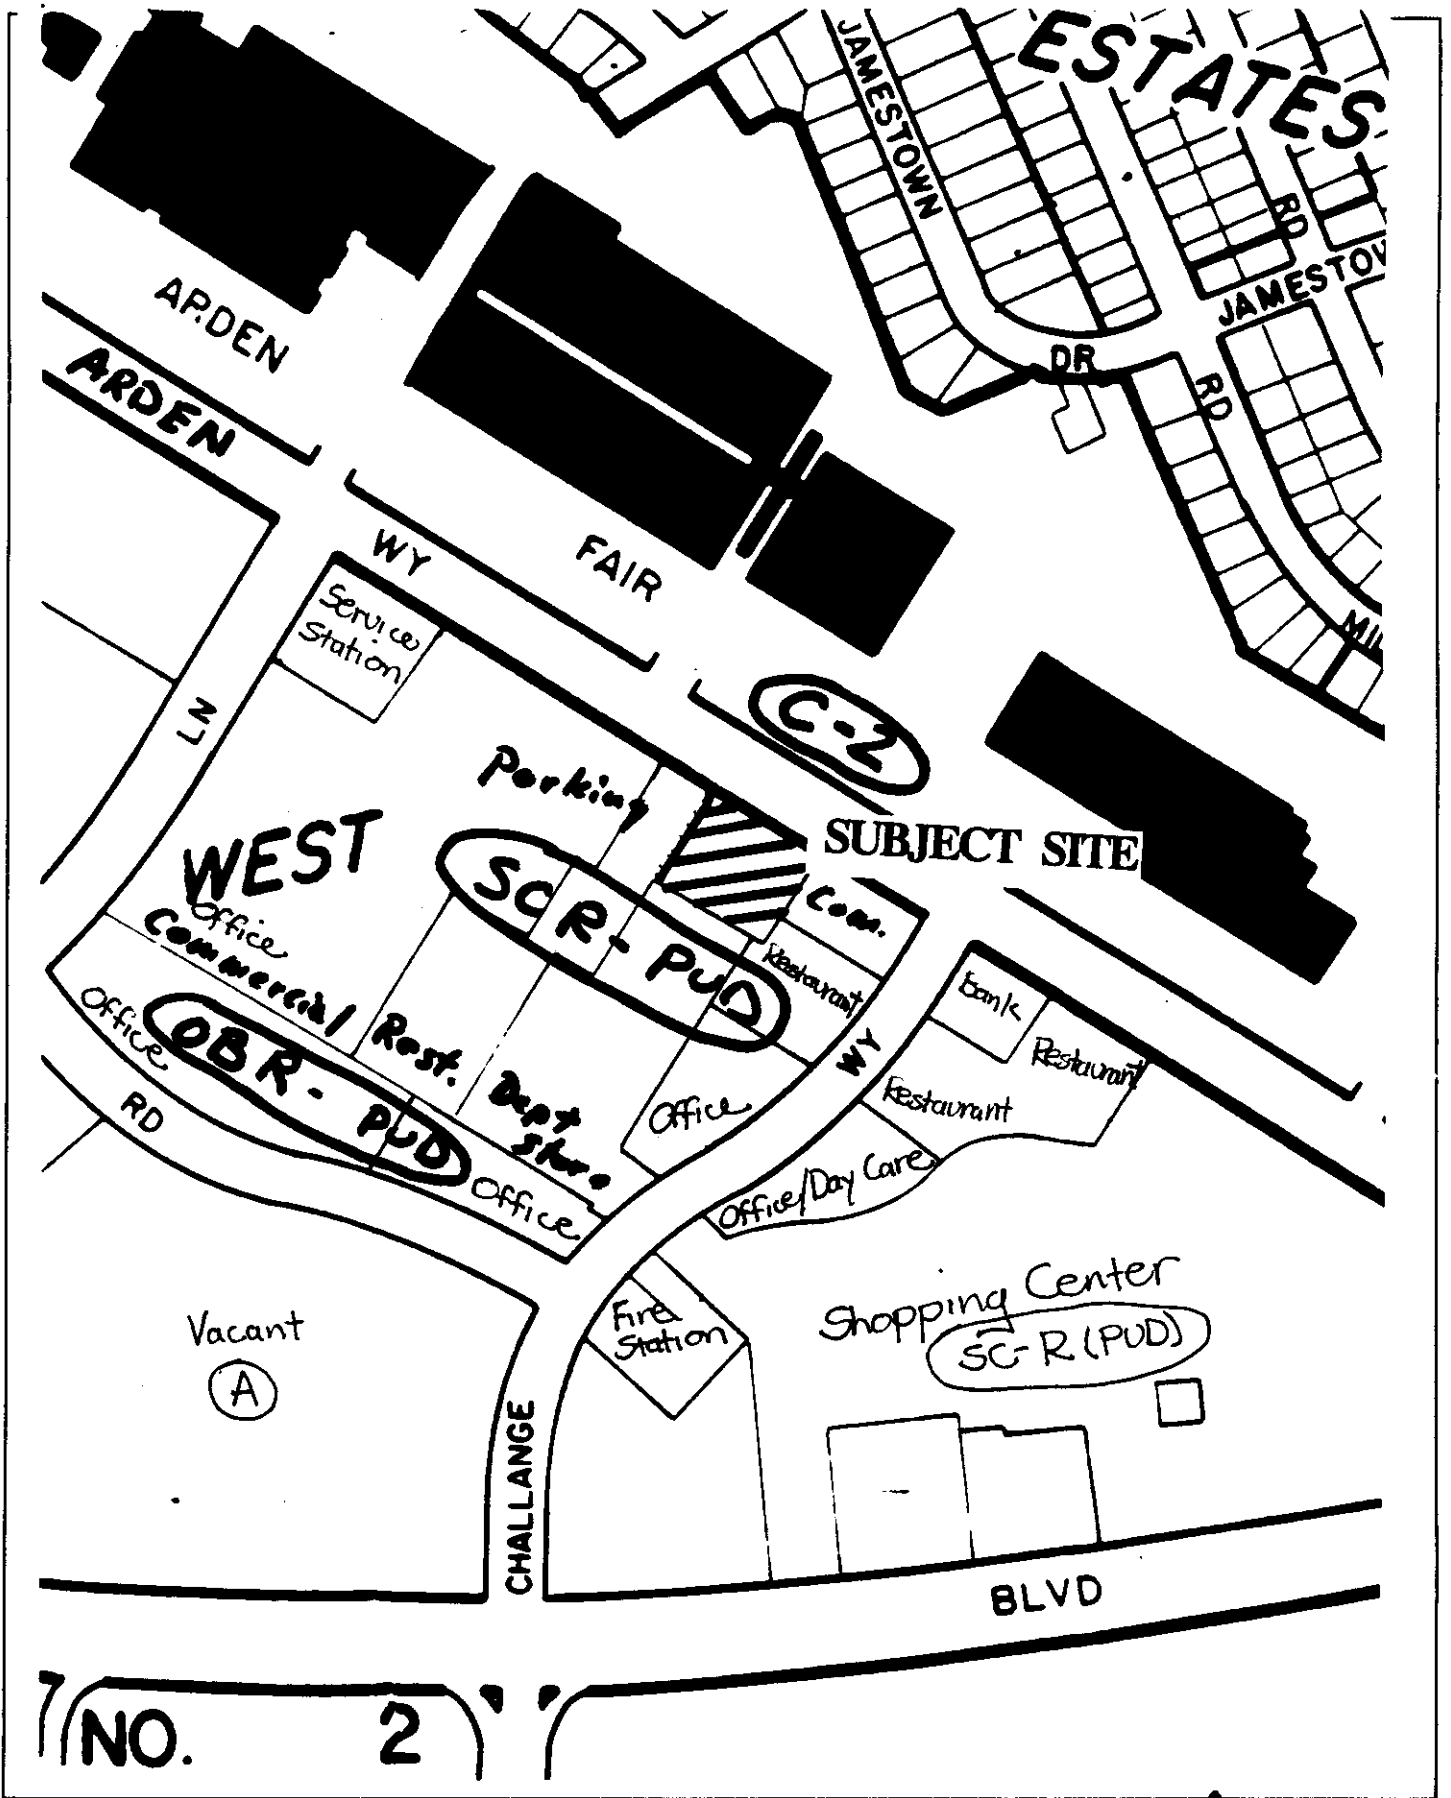 ESTATES
JAMESTOWN
RD
JAMESTOW
DR
RD
ARDEN
ARDEN
WY
FAIR
Service
Station
LN
C-2
Parking
SUBJECT SITE
WEST
SCR-PUD
Com.
Office
Commercial
Restaurant
bank
Restaurant
Office
OBR-PUD
Rest.
Dept
Store
WY
Restaurant
Office
RD
Office
Office/Day Care
Fire
Station
Shopping Center
SC-R (PUD)
Vacant
A
CHALLANGE
BLVD
NO. 2